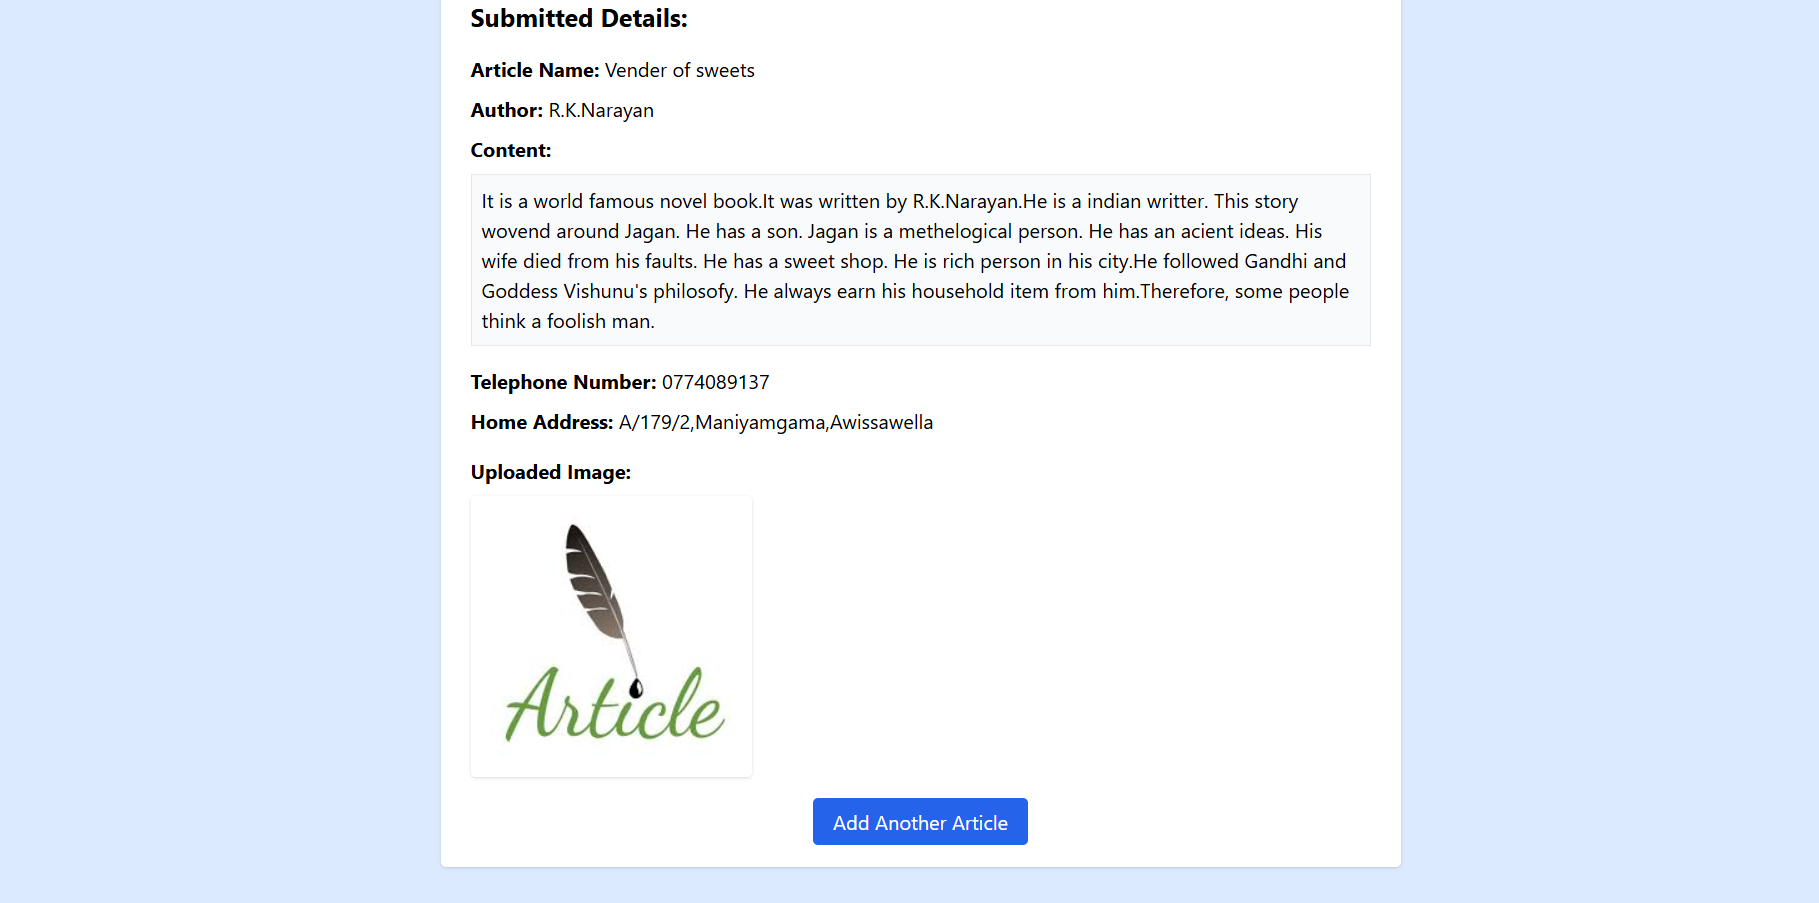 Submitted Details:
Article Name: Vender of sweets
Author: R.K.Narayan
Content:
It is a world famous novel book.It was written by R.K.Narayan.He is a indian writter. This story
wovend around Jagan. He has a son. Jagan is a methelogical person. He has an acient ideas. His
wife died from his faults. He has a sweet shop. He is rich person in his city.He followed Gandhi and
Goddess Vishunu's philosofy. He always earn his household item from him.Therefore, some people
think a foolish man.
Telephone Number: 0774089137
Home Address: A/179/2,Maniyamgama,Awissawella
Uploaded Image:
Article
Add Another Article